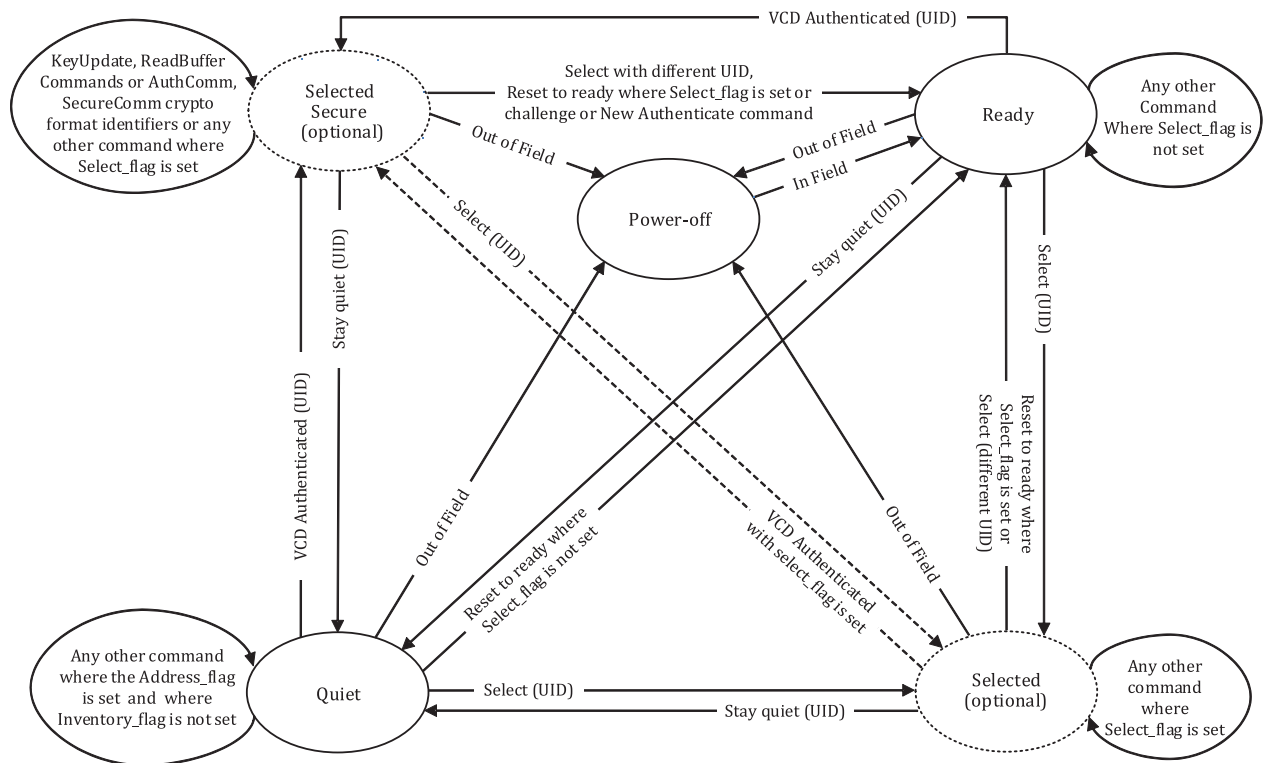 VCD Authenticated (UID)
KeyUpdate, ReadBuffer
Commands or AuthComm,
SecureComm crypto
format identifiers or any
other command where
Select_flag is set
Selected
Secure
(optional)
Select with different UID,
Reset to ready where Select_flag is set or
challenge or New Authenticate command
Ready
Any other
Command
Where Select_flag is
not set
Out of Field
Out of Field
In Field
Power-off
Select (UID)
Stay quiet (UID)
Stay quiet (UID)
Select (UID)
VCD Authenticated (UID)
Out of Field
Reset to ready where
Select_flag is not set
VCD Authenticated
with select_flag is set
Out of Field
Reset to ready where
Select_flag is set or
Select (different UID)
Any other command
where the Address_flag
is set and where
Inventory_flag is not set
Quiet
Select (UID)
Stay quiet (UID)
Selected
(optional)
Any other
command
where
Select_flag is set